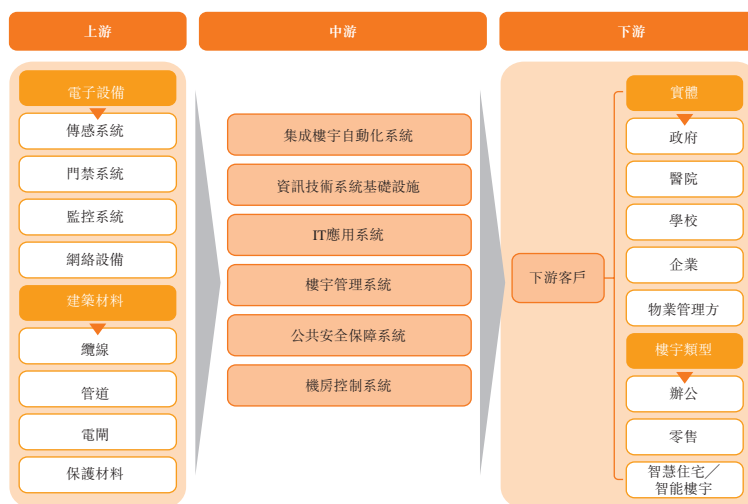 上游
中游
下游
電子設備
傳感系統
門禁系統
監控系統
網絡設備
建築材料
纜線
管道
電閘
保護材料
集成樓宇自動化系統
資訊技術系統基礎設施
IT應用系統
樓宇管理系統
公共安全保障系統
機房控制系統
下游客戶
實體
政府
醫院
學校
企業
物業管理方
樓宇類型
辦公
零售
智慧住宅／
智能樓宇